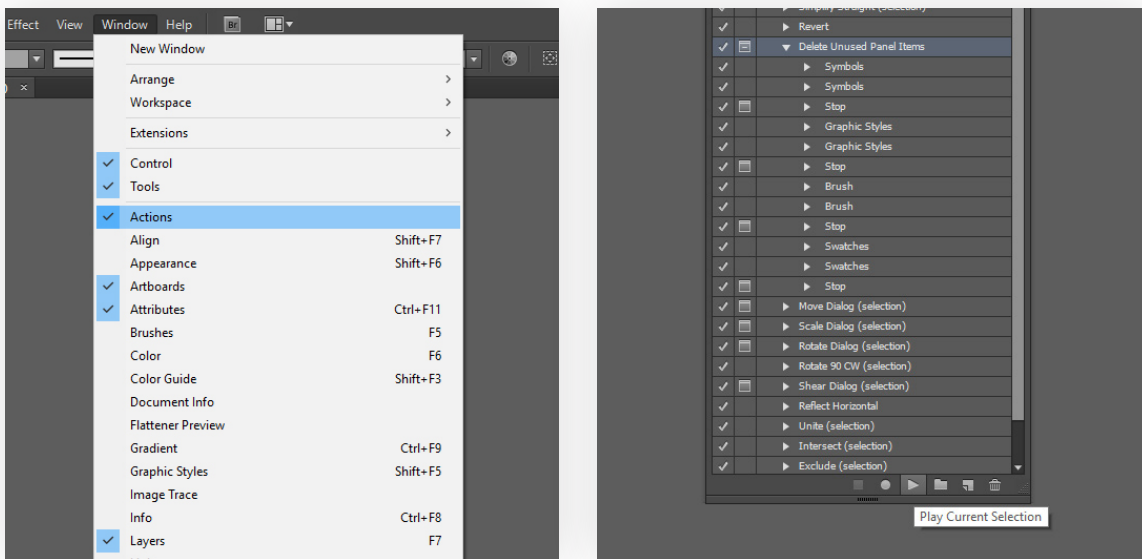 Effect View Window Help Br
New Window
Arrange
Workspace
Extensions
Control
Tools
Actions
Align Shift+F7
Appearance Shift+F6
Artboards
Attributes Ctrl+F11
Brushes F5
Color F6
Color Guide Shift+F3
Document Info
Flattener Preview
Gradient Ctrl+F9
Graphic Styles Shift+F5
Image Trace
Info Ctrl+F8
Layers F7
Simplify Straight (selection)
Revert
Delete Unused Panel Items
Symbols
Symbols
Stop
Graphic Styles
Graphic Styles
Stop
Brush
Brush
Stop
Swatches
Swatches
Stop
Move Dialog (selection)
Scale Dialog (selection)
Rotate Dialog (selection)
Rotate 90 CW (selection)
Shear Dialog (selection)
Reflect Horizontal
Unite (selection)
Intersect (selection)
Exclude (selection)
Play Current Selection